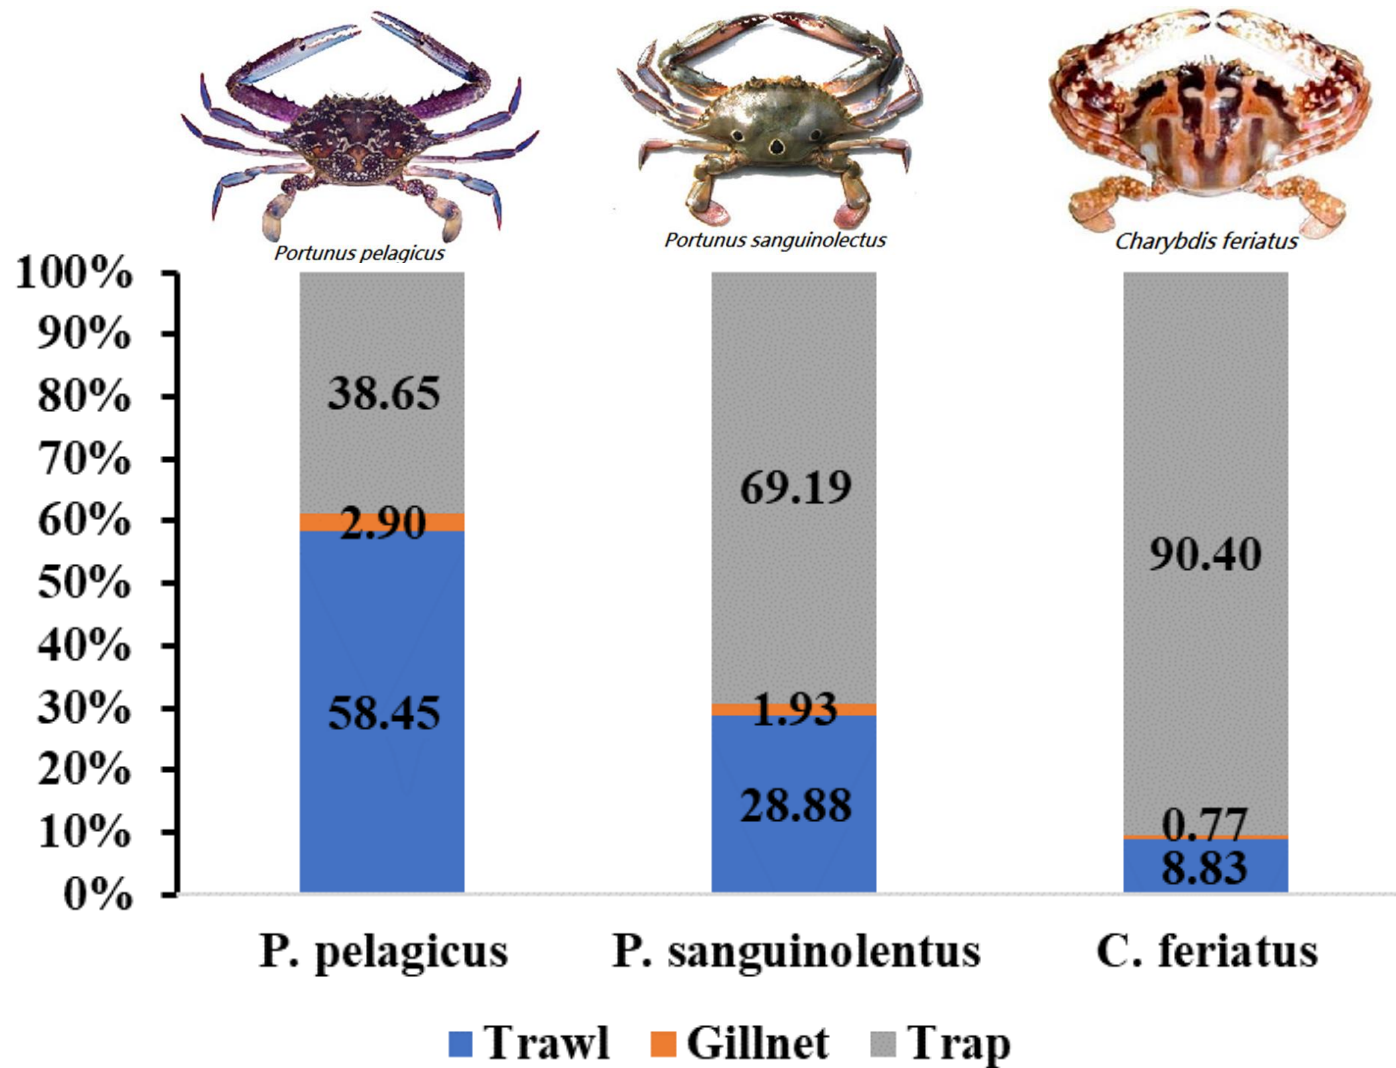 Portunus pelagicus
Portunus sanguinolectus
Charybdis feriatus
100%
90%
80%
70%
60%
50%
40%
30%
20%
10%
0%
38.65
2.90
58.45
69.19
1.93
28.88
90.40
0.77
8.83
P. pelagicus
P. sanguinolentus
C. feriatus
Trawl
Gillnet
Trap